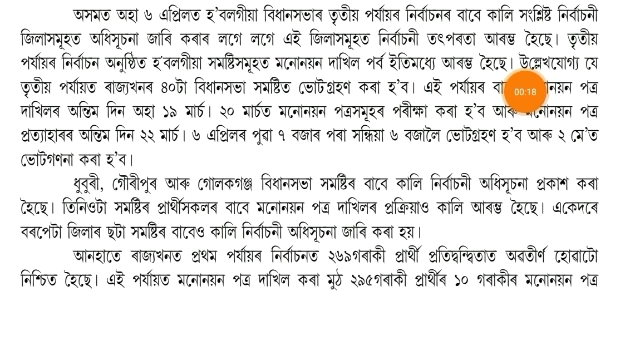 অসমত অহা ৬ এপ্ৰিলত হ'বলগীয়া বিধানসভাৰ তৃতীয় পৰ্যায়ৰ নিৰ্বাচনৰ বাবে কালি সংশ্লিষ্ট নিৰ্বাচনী
জিলাসমূহত অধিসূচনা জাৰি কৰাৰ লগে লগে এই জিলাসমূহত নিৰ্বাচনী তৎপৰতা আৰম্ভ হৈছে। তৃতীয়
পৰ্যায়ৰ নিৰ্বাচন অনুষ্ঠিত হ'বলগীয়া সমষ্টিসমূহত মনোনয়ন দাখিল পৰ্ব ইতিমধ্যে আৰম্ভ হৈছে। উল্লেখযোগ্য যে
তৃতীয় পৰ্যায়ত ৰাজ্যখনৰ ৪০টা বিধানসভা সমষ্টিত ভোটগ্ৰহণ কৰা হ'ব। এই পৰ্যায়ৰ 00:18 পত্ৰ
দাখিলৰ অন্তিম দিন অহা ১৯ মাৰ্চ। ২০ মাৰ্চত মনোনয়ন পত্ৰসমূহৰ পৰীক্ষা কৰা হ'ব আৰু মনোনয়ন পত্ৰ
প্ৰত্যাহাৰৰ অন্তিম দিন ২২ মাৰ্চ। ৬ এপ্ৰিলৰ পুৱা ৭ বজাৰ পৰা সন্ধিয়া ৬ বজালৈ ভোটগ্ৰহণ হ'ব আৰু ২ মে'ত
ভোটগণনা কৰা হ'ব।
ধুবুৰী, গৌৰীপুৰ আৰু গোলকগঞ্জ বিধানসভা সমষ্টিৰ বাবে কালি নিৰ্বাচনী অধিসূচনা প্ৰকাশ কৰা
হৈছে। তিনিওটা সমষ্টিৰ প্ৰাৰ্থীসকলৰ বাবে মনোনয়ন পত্ৰ দাখিলৰ প্ৰক্ৰিয়াও কালি আৰম্ভ হৈছে। একেদৰে
বৰপেটা জিলাৰ ছটা সমষ্টিৰ বাবেও কালি নিৰ্বাচনী অধিসূচনা জাৰি কৰা হয়।
আনহাতে ৰাজ্যখনত প্ৰথম পৰ্যায়ৰ নিৰ্বাচনত ২৬৯গৰাকী প্ৰাৰ্থী প্ৰতিদ্বন্দ্বিতাত অৱতীৰ্ণ হোৱাটো
নিশ্চিত হৈছে। এই পৰ্যায়ত মনোনয়ন পত্ৰ দাখিল কৰা মুঠ ২৯৫গৰাকী প্ৰাৰ্থীৰ ১০ গৰাকীৰ মনোনয়ন পত্ৰ